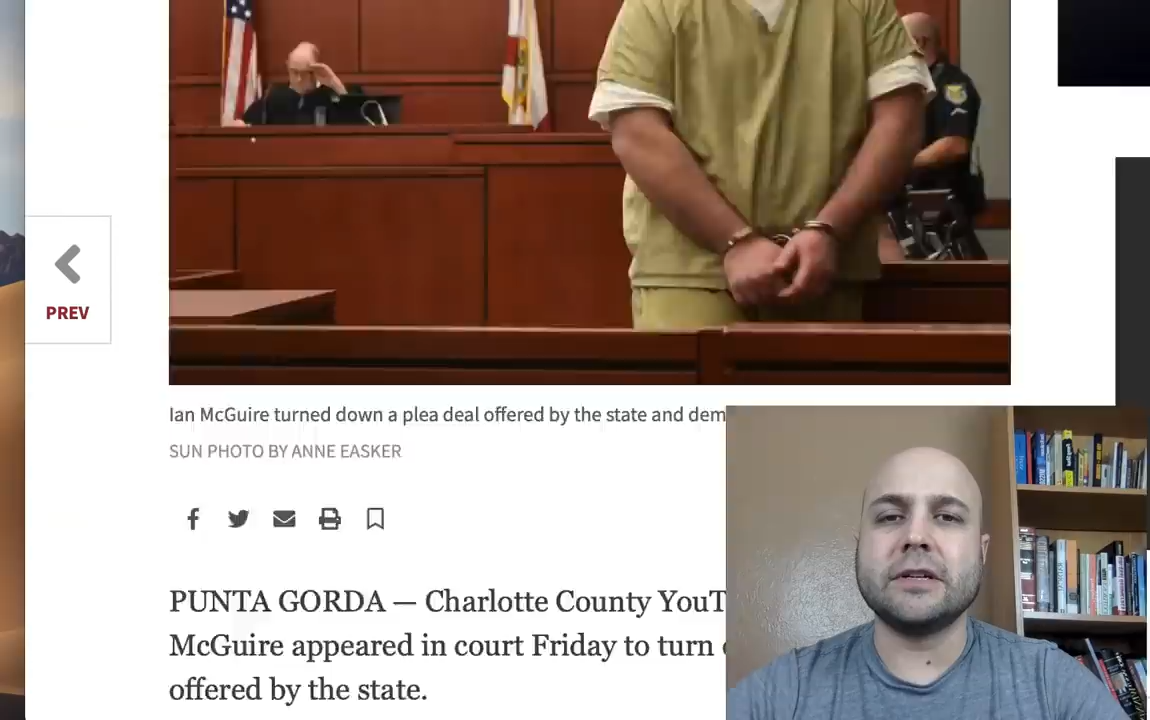 PREV
Ian McGuire turned down a plea deal offered by the state and dem
SUN PHOTO BY ANNE EASKER
PUNTA GORDA — Charlotte County YouT
McGuire appeared in court Friday to turn
offered by the state.